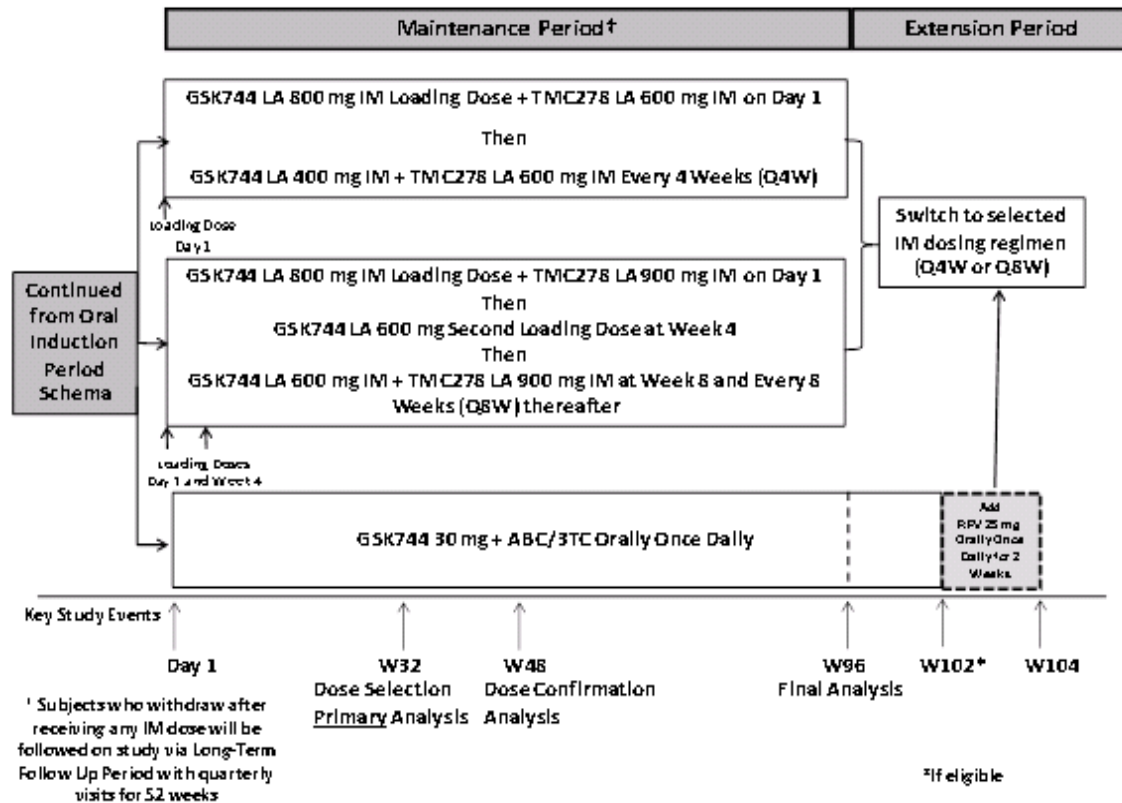 Maintenance Period†
Extension Period
GSK744 LA 800 mg IM Loading Dose + TMC278 LA 600 mg IM on Day 1
Then
GSK744 LA 400 mg IM + TMC278 LA 600 mg IM Every 4 Weeks (Q4W)
Loading Dose
Day 1
Switch to selected
IM dosing regimen
(Q4W or Q8W)
Continued
from Oral
Induction
Period
Schema
GSK744 LA 800 mg IM Loading Dose + TMC278 LA 900 mg IM on Day 1
Then
GSK744 LA 600 mg Second Loading Dose at Week 4
Then
GSK744 LA 600 mg IM + TMC278 LA 900 mg IM at Week 8 and Every 8
Weeks (Q8W) thereafter
Loading Doses
Day 1 and Week 4
GSK744 30 mg + ABC/3TC Orally Once Daily
Add
RPV 25 mg
Orally Once
Daily for 2
Weeks
Key Study Events
Day 1
W32
Dose Selection
Primary Analysis
W48
Dose Confirmation
Analysis
W96
Final Analysis
W102*
W104
† Subjects who withdraw after
receiving any IM dose will be
followed on study via Long-Term
Follow Up Period with quarterly
visits for 52 weeks
*If eligible